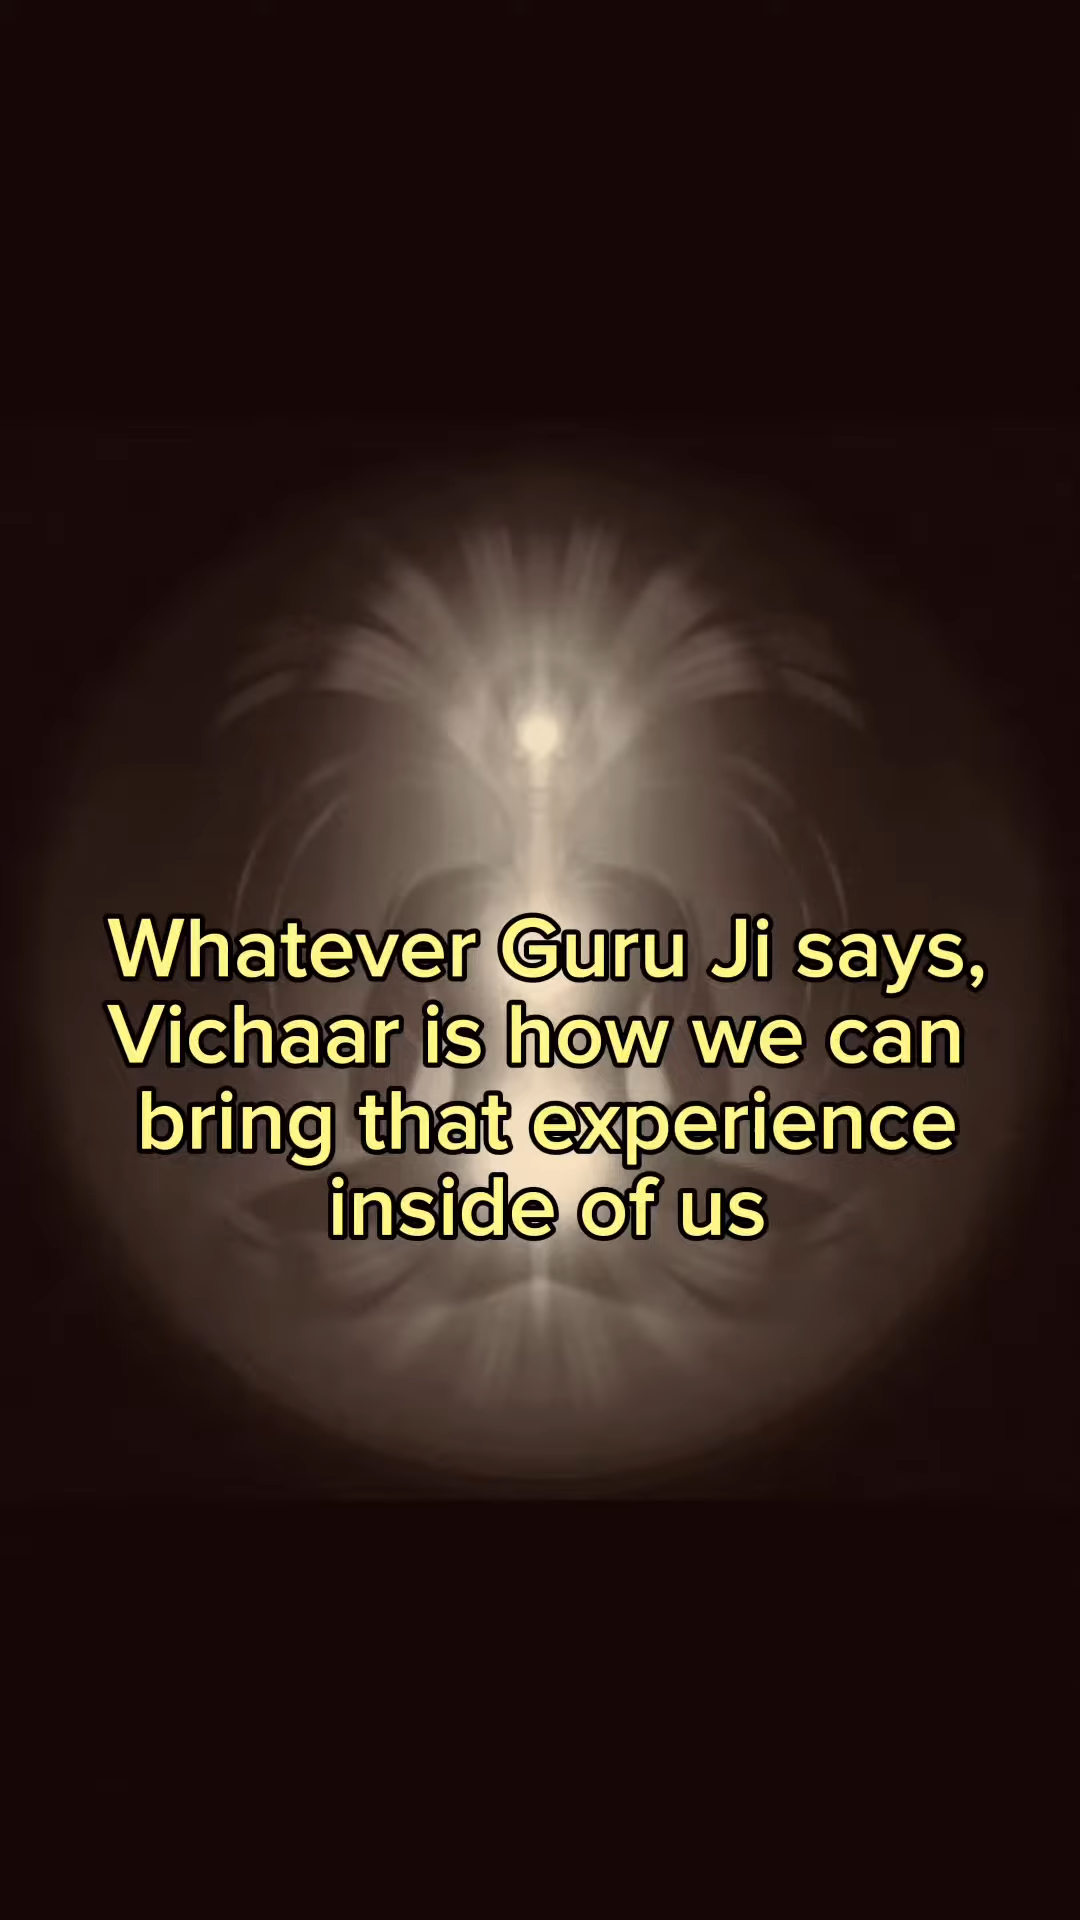 Whatever Guru Ji says,
Vichaar is how we can
bring that experience
inside of us